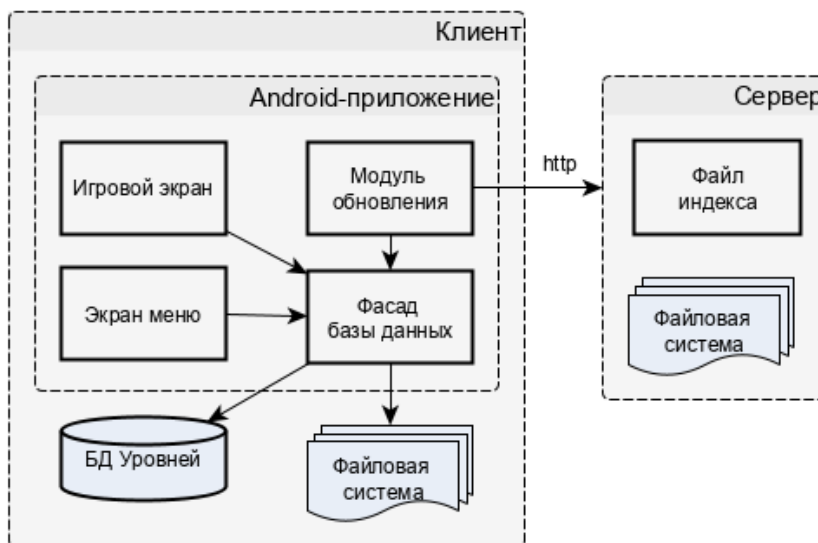 Клиент
Android-приложение
Игровой экран
Модуль
обновления
Экран меню
Фасад
базы данных
БД Уровней
Файловая
система
http
Сервер
Файл
индекса
Файловая
система